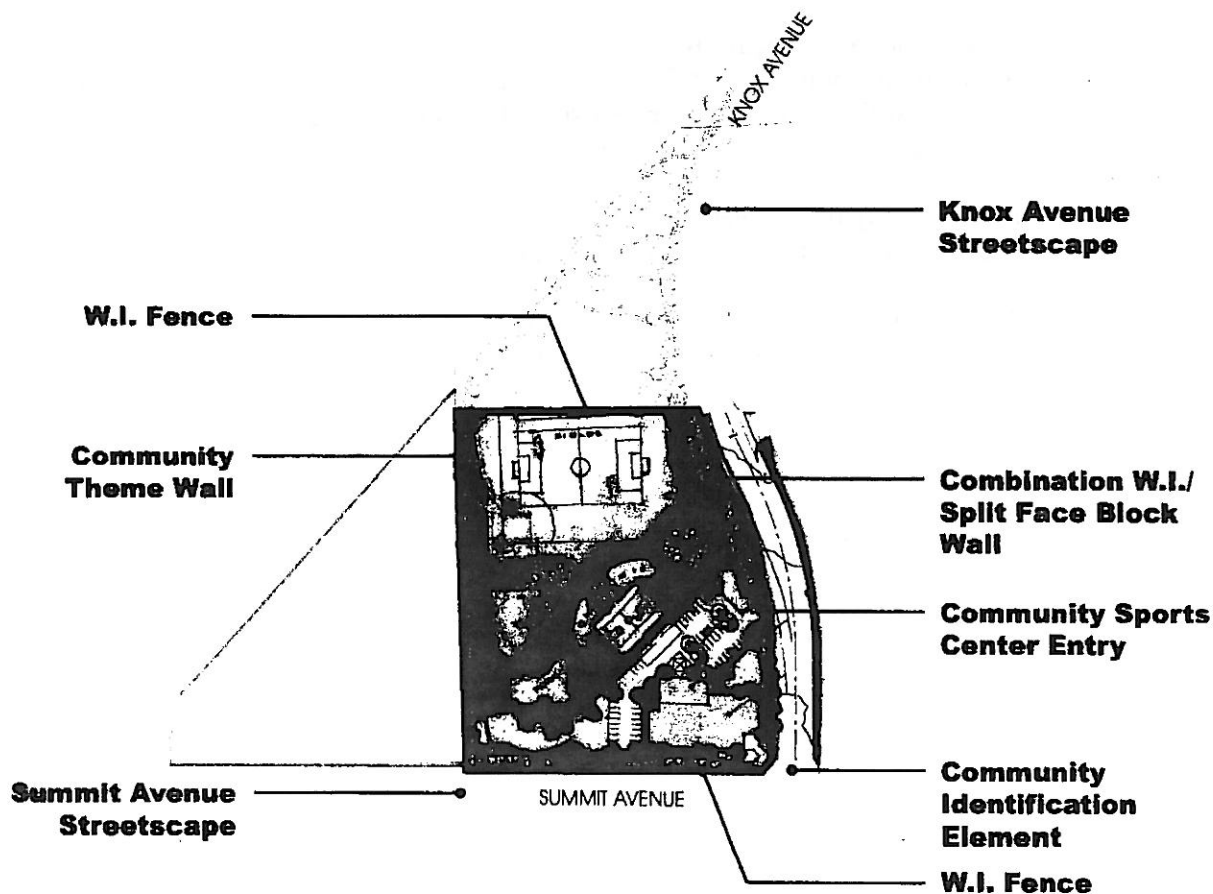 KNOX AVENUE
Knox Avenue
Streetscape
W.I. Fence
Community
Theme Wall
Combination W.I./
Split Face Block
Wall
Community Sports
Center Entry
Summit Avenue
Streetscape
SUMMIT AVENUE
Community
Identification
Element
W.I. Fence